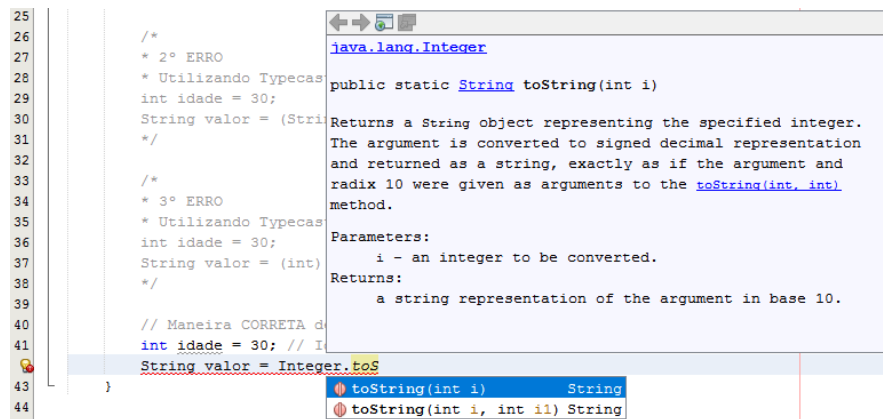 25
26 /*
27 * 2º ERRO
28 * Utilizando Typecas
29 int idade = 30;
30 String valor = (Strin
31 */
32
33 /*
34 * 3º ERRO
35 * Utilizando Typecas
36 int idade = 30;
37 String valor = (int)
38 */
39
40 // Maneira CORRETA d
41 int idade = 30; // I
String valor = Integer.toS
43 }
44
java.lang.Integer
public static String toString(int i)
Returns a String object representing the specified integer.
The argument is converted to signed decimal representation
and returned as a string, exactly as if the argument and
radix 10 were given as arguments to the toString(int, int)
method.
Parameters:
i - an integer to be converted.
Returns:
a string representation of the argument in base 10.
toString(int i) String
toString(int i, int i1) String